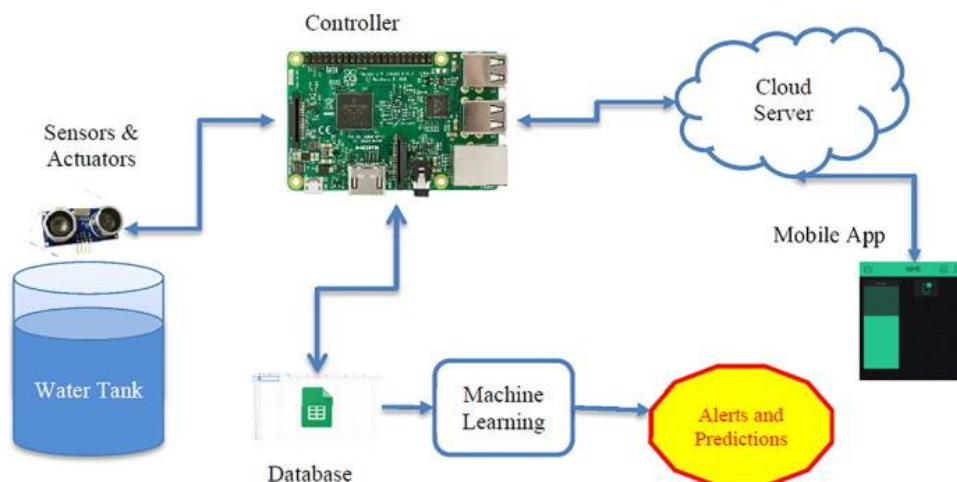 Controller
Cloud
Server
Sensors &
Actuators
Mobile App
Water Tank
Machine
Learning
Alerts and
Predictions
Database